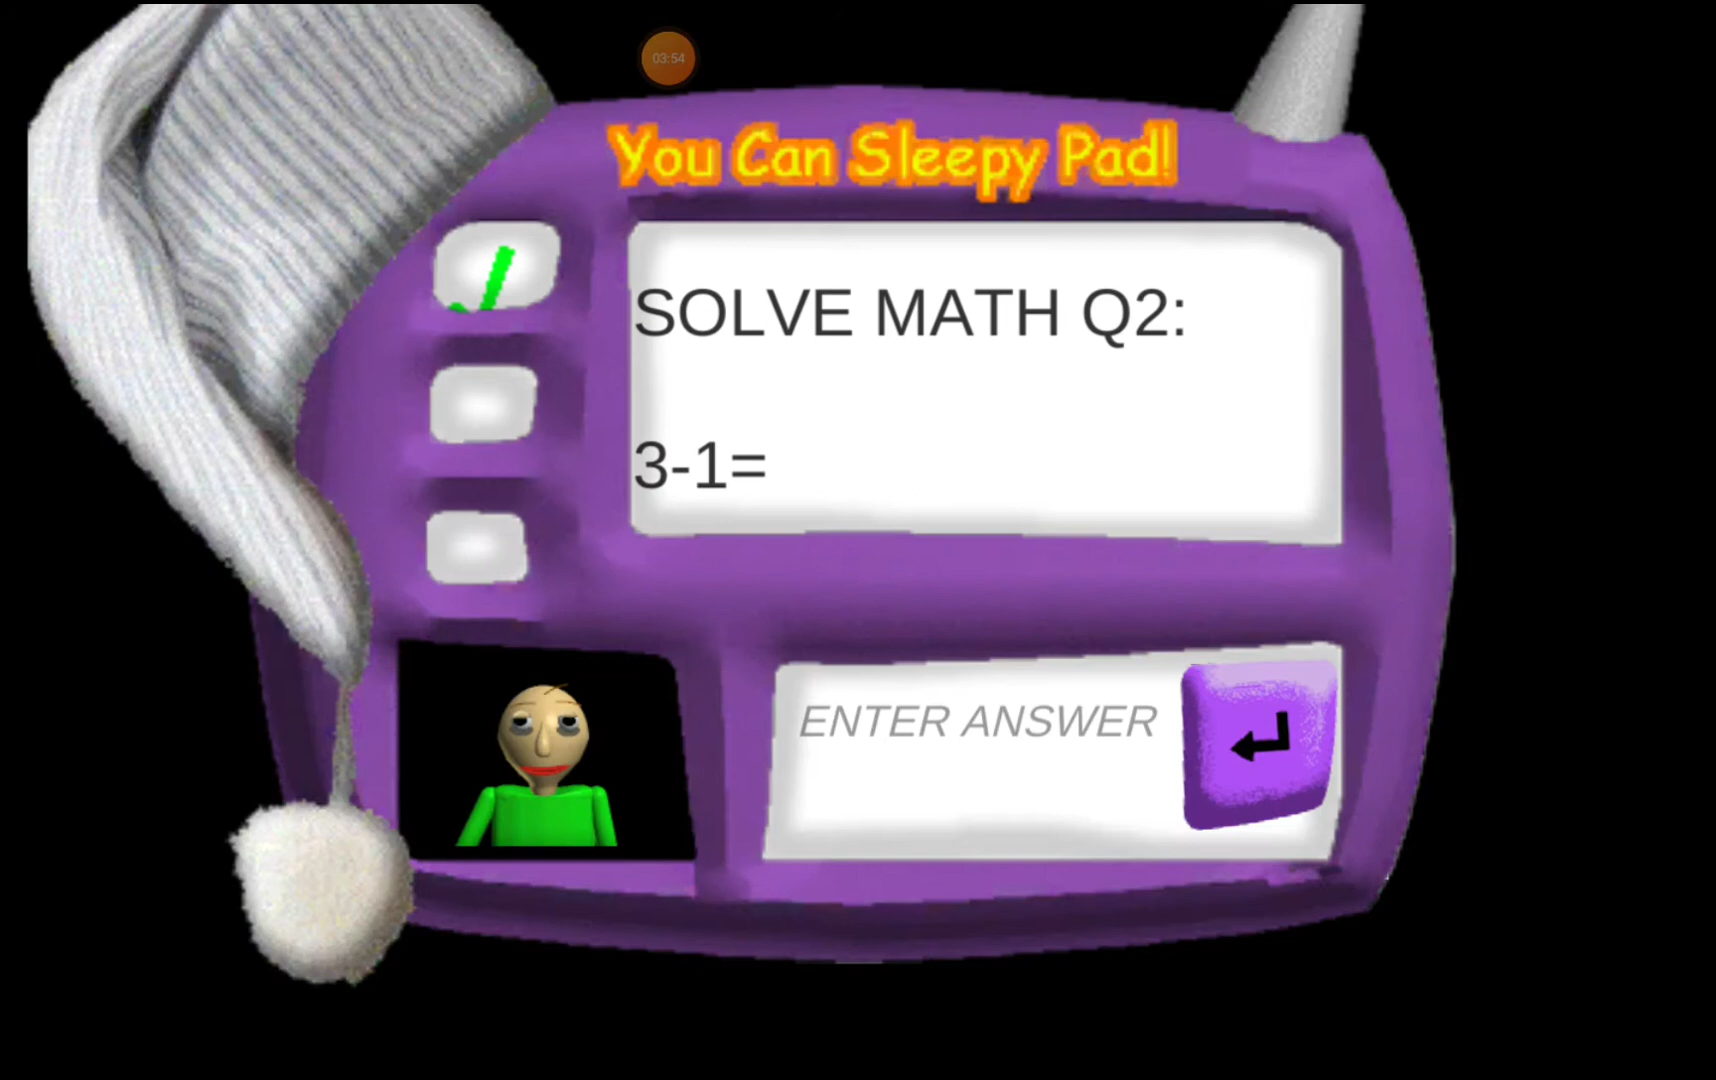 03:54
You Can Sleepy Pad!
SOLVE MATH Q2:
3-1=
ENTER ANSWER